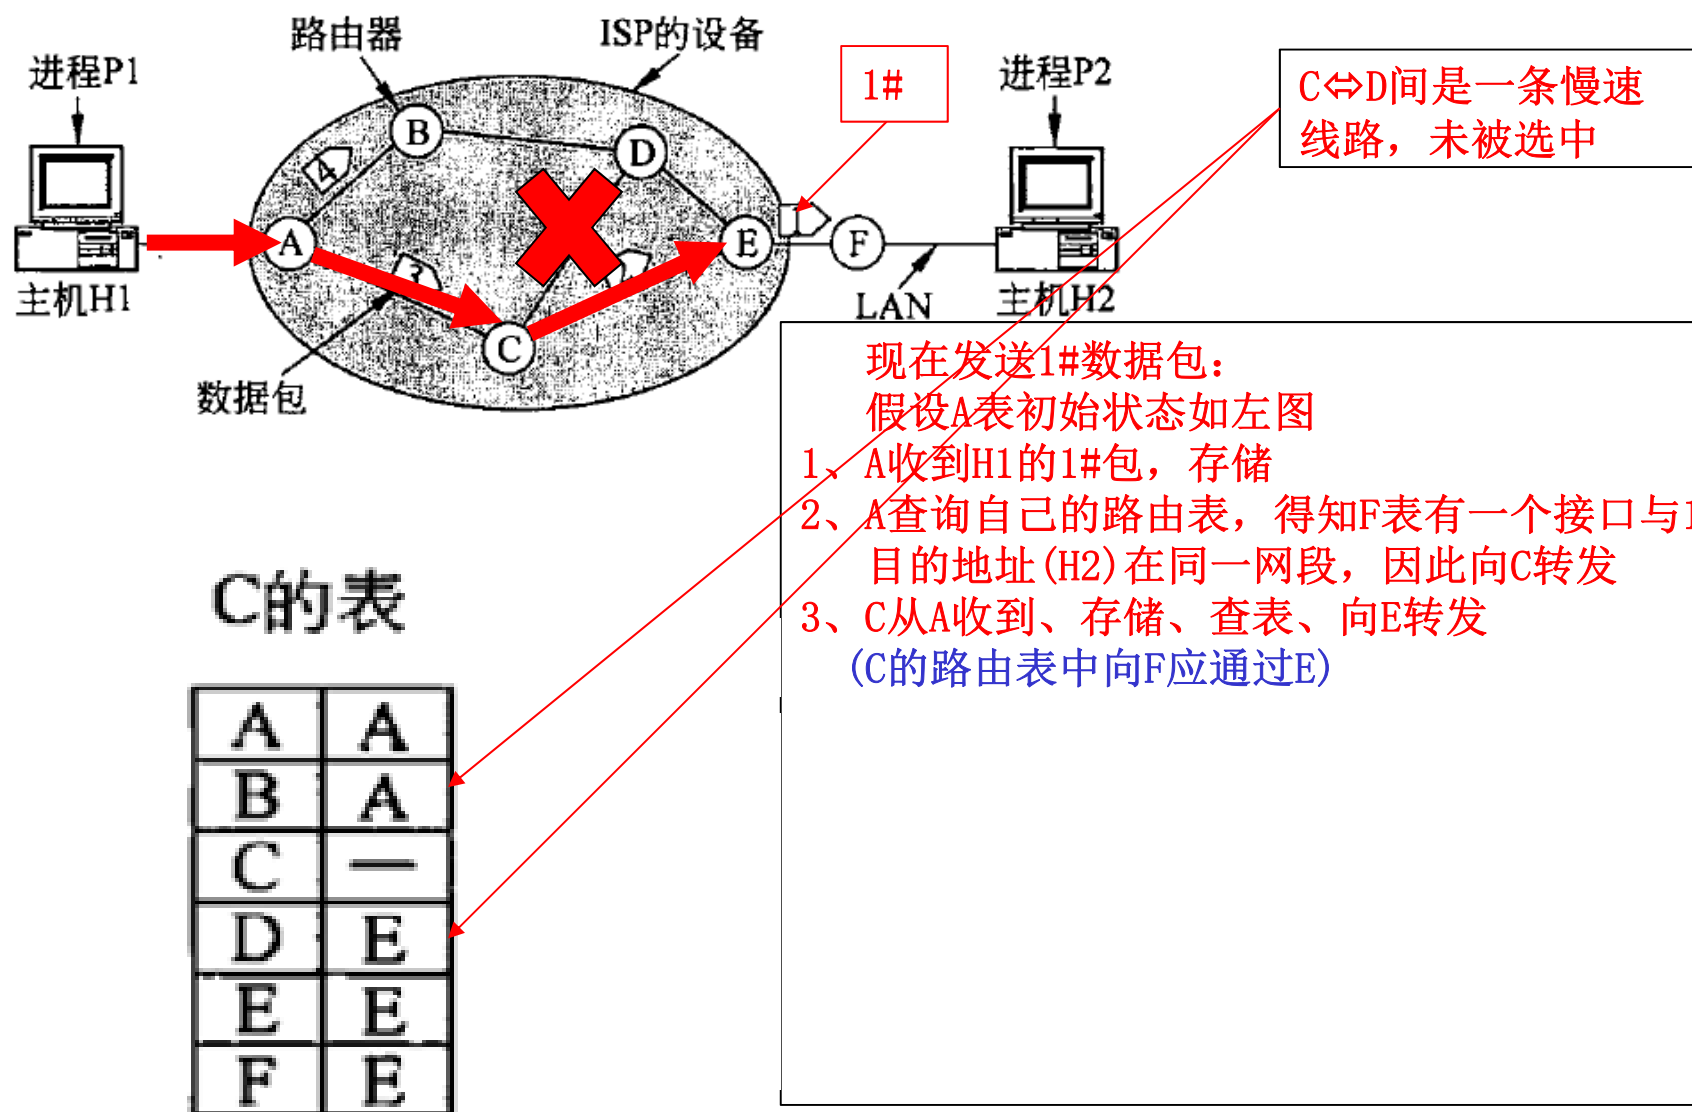 路由器
ISP的设备
进程P1
1#
进程P2
C⇔D间是一条慢速
线路，未被选中
B
D
4
A
E
F
3
C
主机H1
LAN
主机H2
数据包
现在发送1#数据包：
假设A表初始状态如左图
1、A收到H1的1#包，存储
2、A查询自己的路由表，得知F表有一个接口与1
目的地址(H2)在同一网段，因此向C转发
3、C从A收到、存储、查表、向E转发
(C的路由表中向F应通过E)
C的表
A A
B A
C —
D E
E E
F E